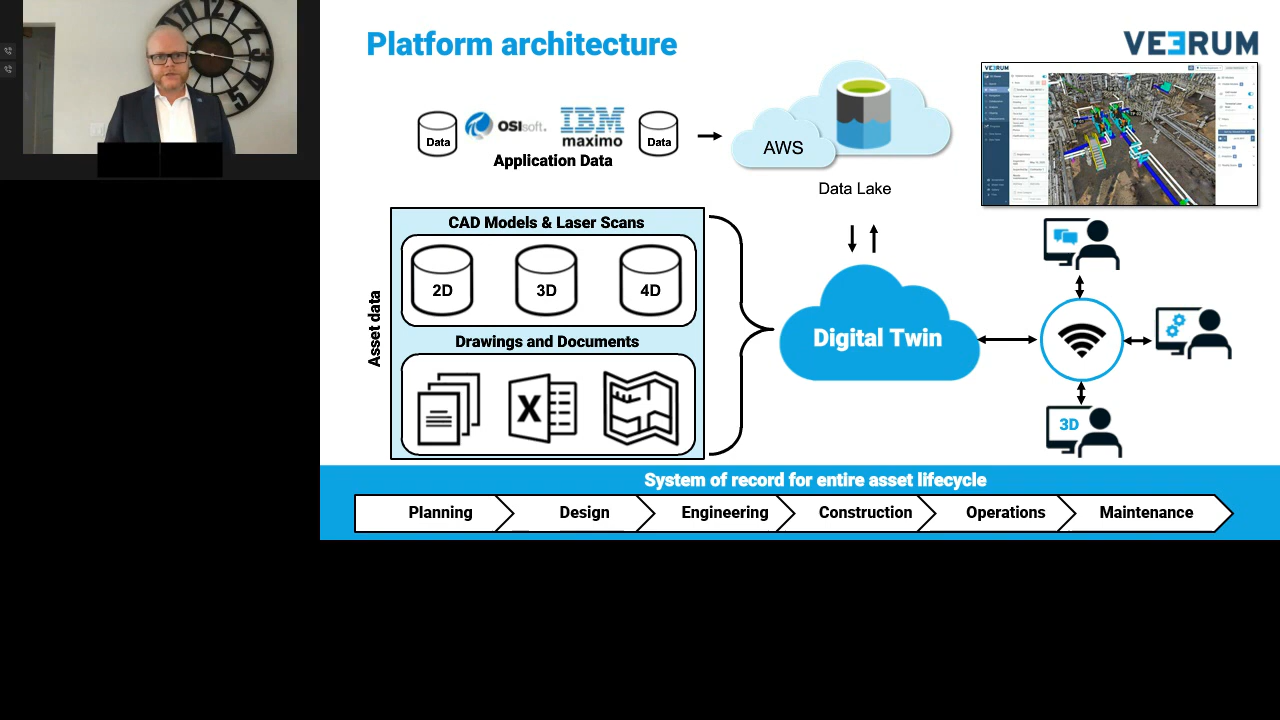 Platform architecture
VEERUM
Data
OSIsoft.
IBM
maximo
Data
Application Data
AWS
Data Lake
VEERUM
CAD Models & Laser Scans
2D
3D
4D
Asset data
Drawings and Documents
X
Digital Twin
3D
System of record for entire asset lifecycle
Planning
Design
Engineering
Construction
Operations
Maintenance